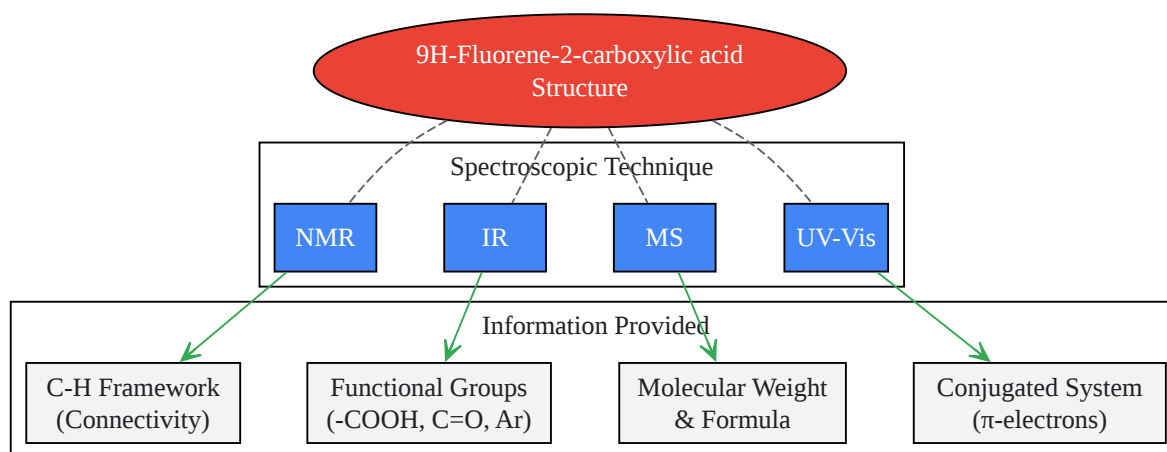 9H-Fluorene-2-carboxylic acid
Structure
Spectroscopic Technique
NMR
IR
MS
UV-Vis
Information Provided
C-H Framework
(Connectivity)
Functional Groups
(-COOH, C=O, Ar)
Molecular Weight
& Formula
Conjugated System
(π-electrons)